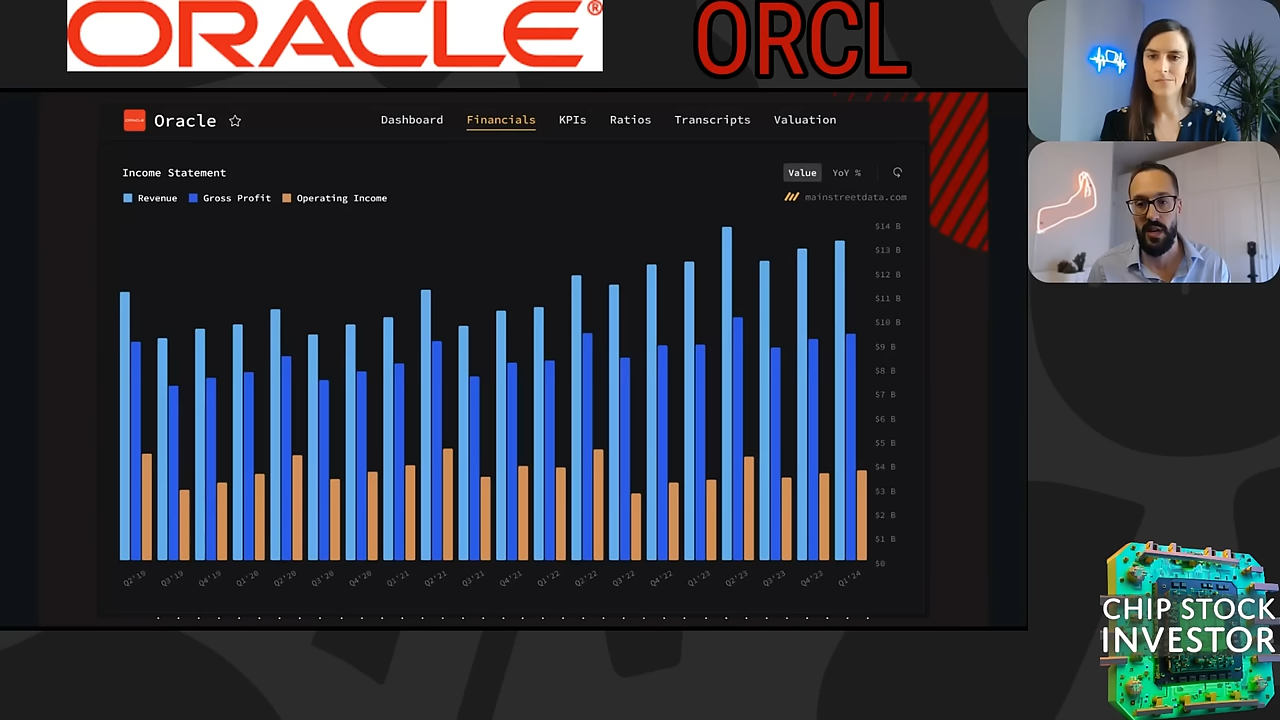 ORACLE®
ORCL
Oracle
Dashboard Financials KPIs Ratios Transcripts Valuation
Income Statement
Value YoY %
Revenue Gross Profit Operating Income
mainstreetdata.com
$14 B
$13 B
$12 B
$11 B
$10 B
$9 B
$8 B
$7 B
$6 B
$5 B
$4 B
$3 B
$2 B
$1 B
$0
Q2'19 Q3'19 Q4'19 Q1'20 Q2'20 Q3'20 Q4'20 Q1'21 Q2'21 Q3'21 Q4'21 Q1'22 Q2'22 Q3'22 Q4'22 Q1'23 Q2'23 Q3'23 Q4'23 Q1'24
CHIP STOCK
INVESTOR